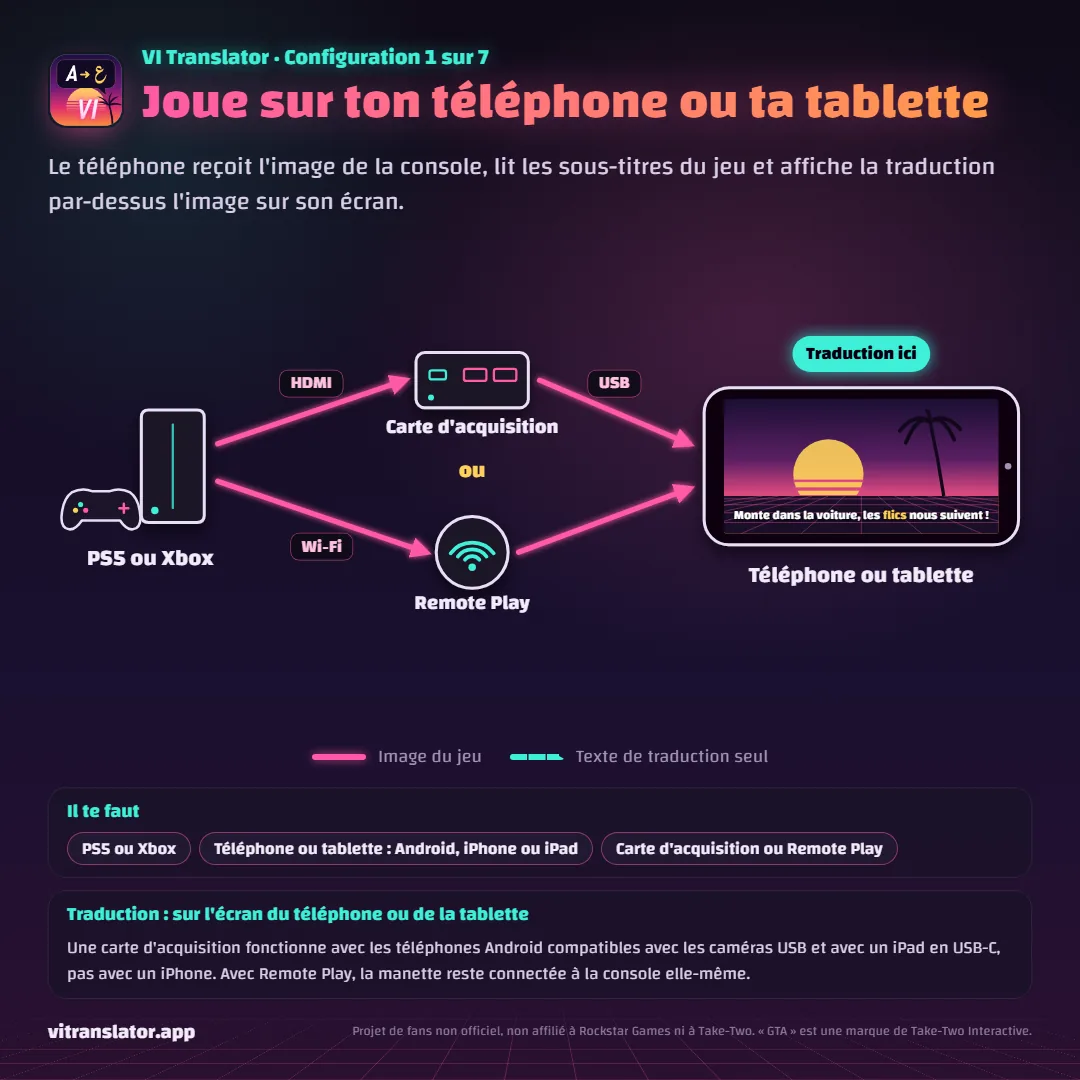 A→ع
VI
VI Translator · Configuration 1 sur 7
Joue sur ton téléphone ou ta tablette
Le téléphone reçoit l'image de la console, lit les sous-titres du jeu et affiche la traduction
par-dessus l'image sur son écran.
HDMI
USB
Traduction ici
Carte d'acquisition
ou
Wi-Fi
Monte dans la voiture, les flics nous suivent !
PS5 ou Xbox
Remote Play
Téléphone ou tablette
Image du jeu
Texte de traduction seul
Il te faut
PS5 ou Xbox
Téléphone ou tablette : Android, iPhone ou iPad
Carte d'acquisition ou Remote Play
Traduction : sur l'écran du téléphone ou de la tablette
Une carte d'acquisition fonctionne avec les téléphones Android compatibles avec les caméras USB et avec un iPad en USB-C,
pas avec un iPhone. Avec Remote Play, la manette reste connectée à la console elle-même.
vitranslator.app
Projet de fans non officiel, non affilié à Rockstar Games ni à Take-Two. « GTA » est une marque de Take-Two Interactive.